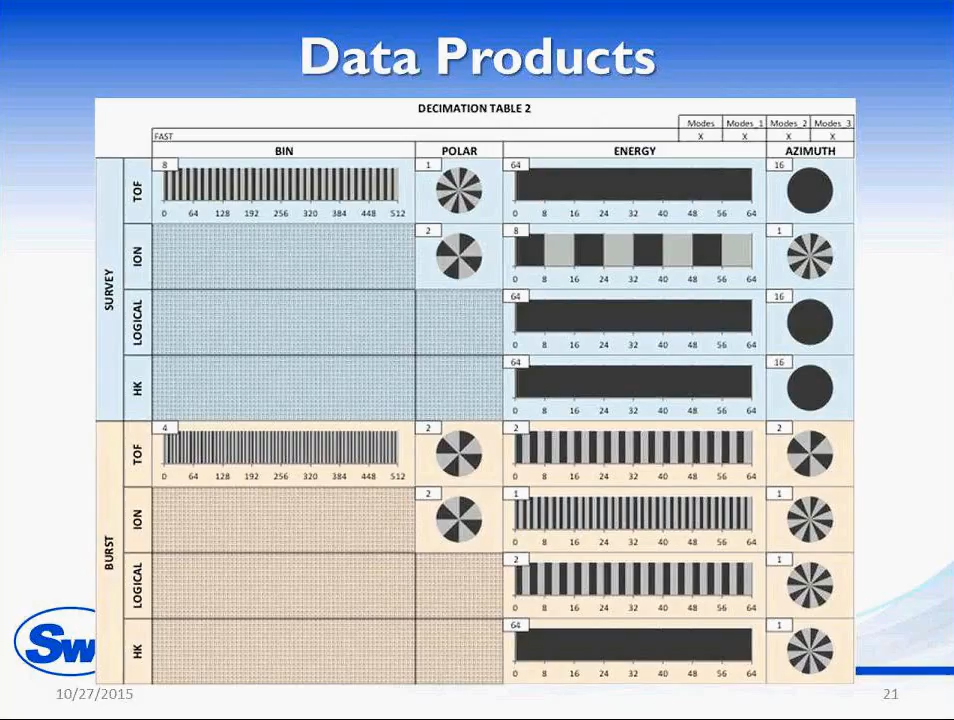 Data Products
DECIMATION TABLE 2
Modes Modes_1 Modes_2 Modes_3
FAST X X X X
BIN POLAR ENERGY AZIMUTH
SURVEY
TOF
8 1 64 16
0 64 128 192 256 320 384 448 512 0 8 16 24 32 40 48 56 64
ION
2 8 1
0 8 16 24 32 40 48 56 64
LOGICAL
64 16
0 8 16 24 32 40 48 56 64
HK
64 16
0 8 16 24 32 40 48 56 64
BURST
TOF
4 2 2 2
0 64 128 192 256 320 384 448 512 0 8 16 24 32 40 48 56 64
ION
2 1 1
0 8 16 24 32 40 48 56 64
LOGICAL
2 1
0 8 16 24 32 40 48 56 64
HK
64 1
0 8 16 24 32 40 48 56 64
Sw
10/27/2015 21